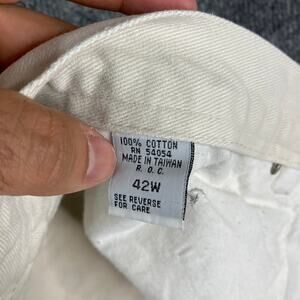 100% COTTON
RN 54054
MADE IN TAIWAN
R. O. C.
42W
SEE REVERSE
FOR CARE